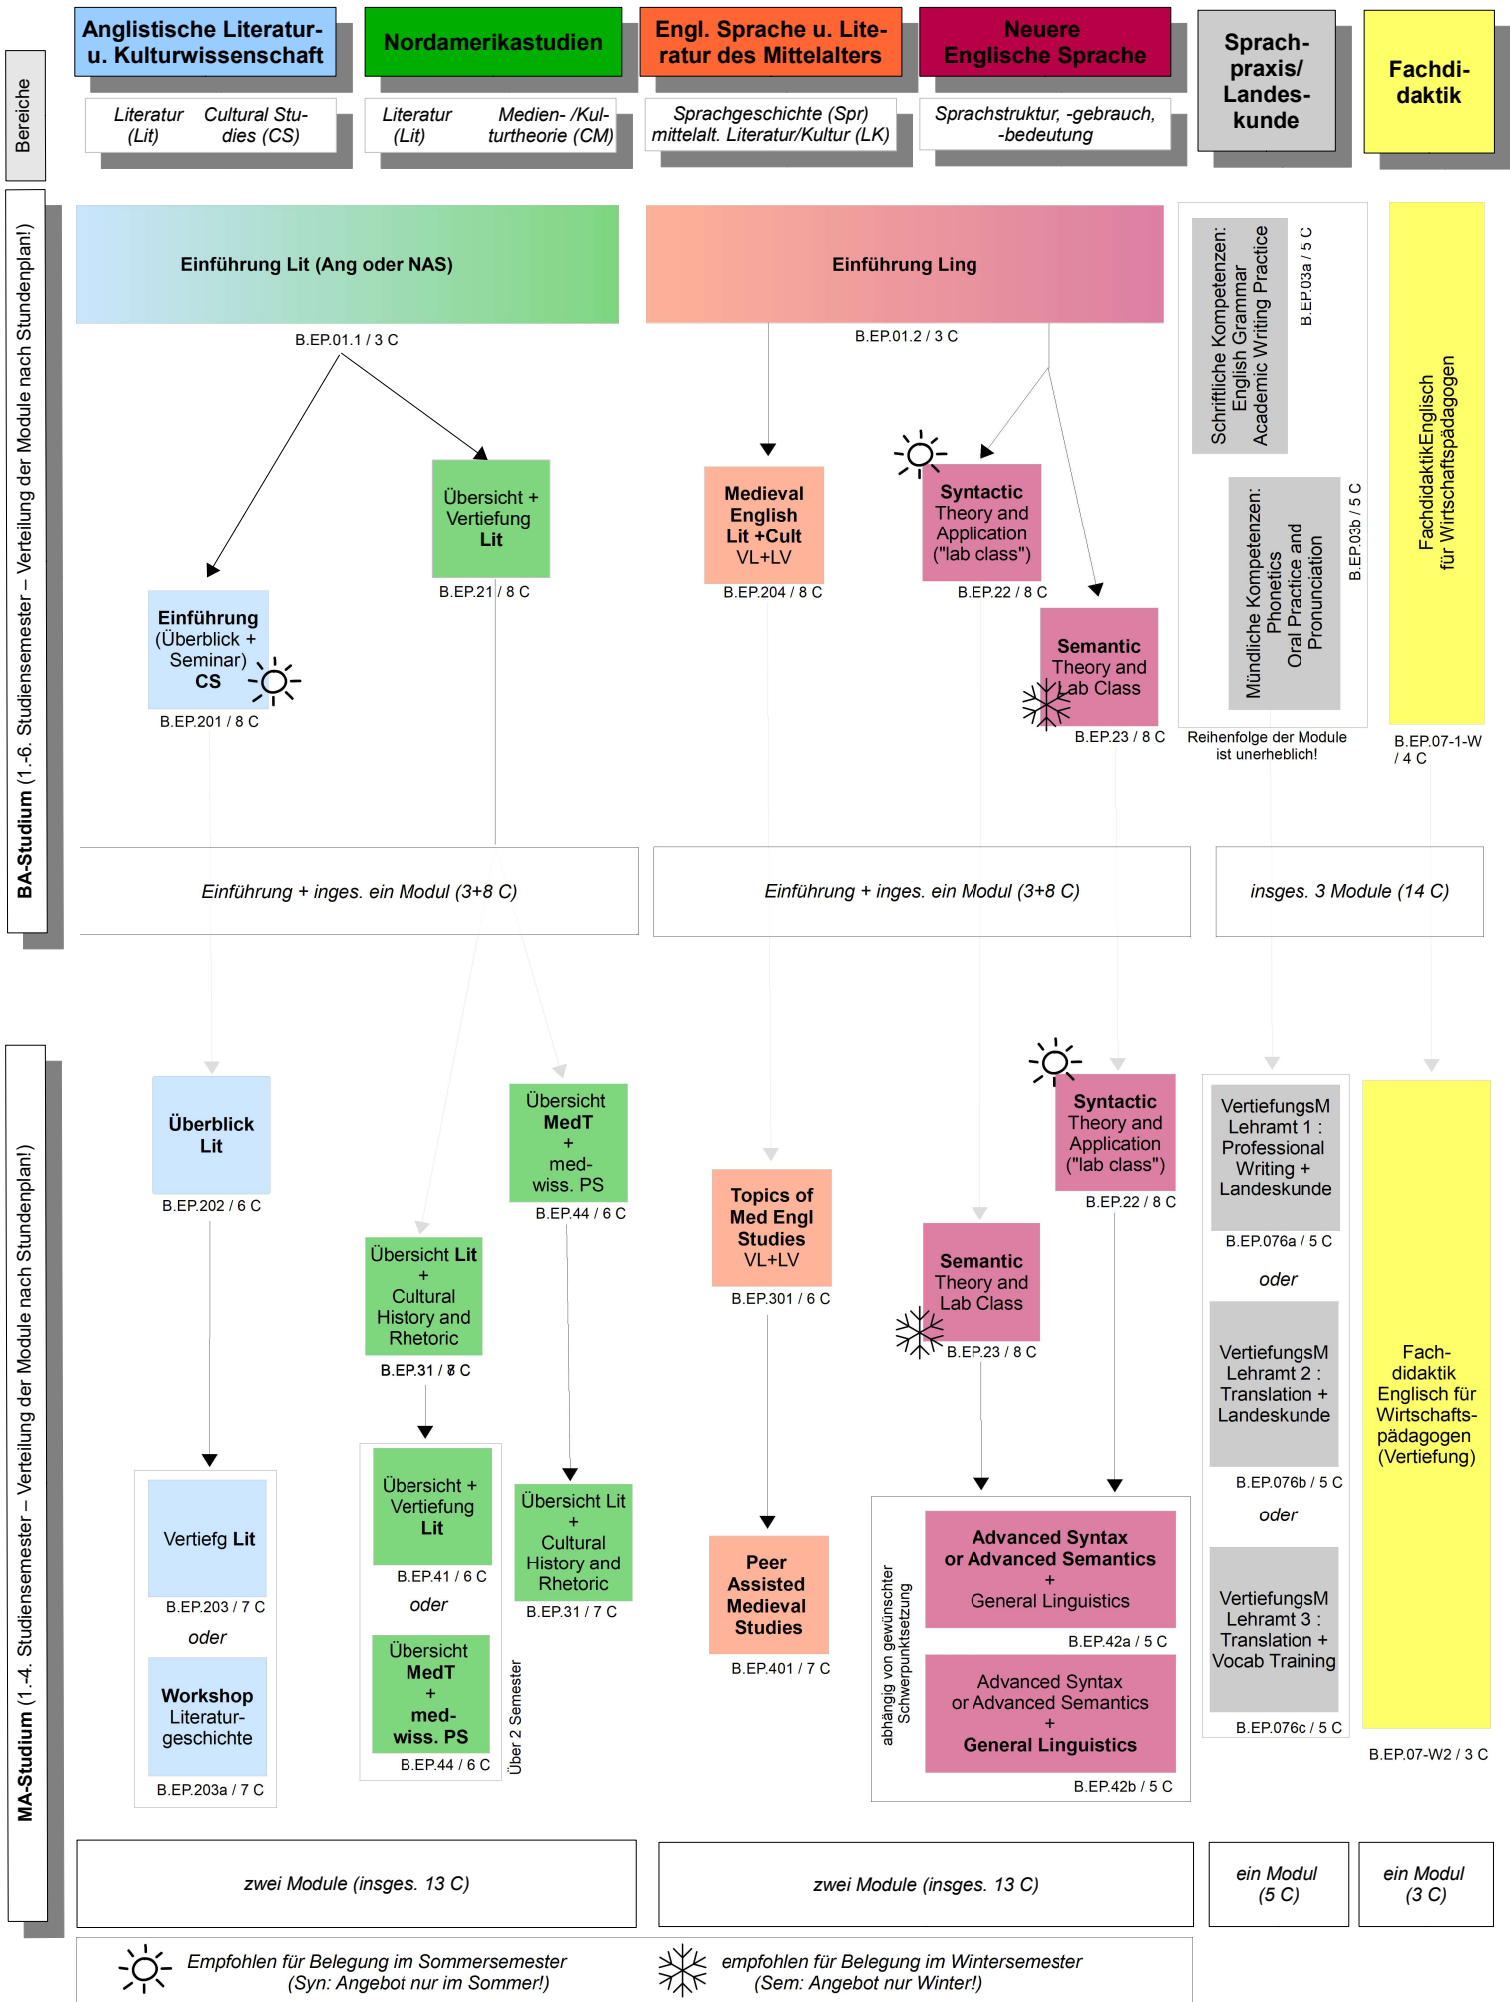 Anglistische Literatur-
u. Kulturwissenschaft
Nordamerikastudien
Engl. Sprache u. Lite-
ratur des Mittelalters
Neuere
Englische Sprache
Sprach-
praxis/
Landes-
kunde
Fachdi-
daktik
Bereiche
Literatur
(Lit)
Cultural Stu-
dies (CS)
Literatur
(Lit)
Medien- /Kul-
turtheorie (CM)
Sprachgeschichte (Spr)
mittelalt. Literatur/Kultur (LK)
Sprachstruktur, -gebrauch,
-bedeutung
BA-Studium (1.-6. Studiensemester – Verteilung der Module nach Stundenplan!)
Einführung Lit (Ang oder NAS)
B.EP.01.1 / 3 C
Einführung Ling
B.EP.01.2 / 3 C
Schriftliche Kompetenzen:
English Grammar
Academic Writing Practice
B.EP.03a / 5 C
Mündliche Kompetenzen:
Phonetics
Oral Practice and
Pronunciation
B.EP.03b / 5 C
Reihenfolge der Module
ist unerheblich!
FachdidaktikEnglisch
für Wirtschaftspädagogen
B.EP.07-1-W
/ 4 C
Übersicht +
Vertiefung
Lit
B.EP.21 / 8 C
Medieval
English
Lit +Cult
VL+LV
B.EP.204 / 8 C
Syntactic
Theory and
Application
("lab class")
B.EP.22 / 8 C
Einführung
(Überblick +
Seminar)
CS
B.EP.201 / 8 C
Semantic
Theory and
Lab Class
B.EP.23 / 8 C
Einführung + inges. ein Modul (3+8 C)
Einführung + inges. ein Modul (3+8 C)
insges. 3 Module (14 C)
MA-Studium (1.-4. Studiensemester – Verteilung der Module nach Stundenplan!)
Überblick
Lit
B.EP.202 / 6 C
Übersicht
MedT
+
med-
wiss. PS
B.EP.44 / 6 C
Übersicht Lit
+
Cultural
History and
Rhetoric
B.EP.31 / C
Topics of
Med Engl
Studies
VL+LV
B.EP.301 / 6 C
Syntactic
Theory and
Application
("lab class")
B.EP.22 / 8 C
Semantic
Theory and
Lab Class
B.EP.23 / 8 C
VertiefungsM
Lehramt 1 :
Professional
Writing +
Landeskunde
B.EP.076a / 5 C
oder
VertiefungsM
Lehramt 2 :
Translation +
Landeskunde
B.EP.076b / 5 C
oder
VertiefungsM
Lehramt 3 :
Translation +
Vocab Training
B.EP.076c / 5 C
Fach-
didaktik
Englisch für
Wirtschafts-
pädagogen
(Vertiefung)
B.EP.07-W2 / 3 C
Vertiefg Lit
B.EP.203 / 7 C
oder
Workshop
Literatur-
geschichte
B.EP.203a / 7 C
Übersicht +
Vertiefung
Lit
B.EP.41 / 6 C
oder
Übersicht
MedT
+
med-
wiss. PS
B.EP.44 / 6 C
Über 2 Semester
Übersicht Lit
+
Cultural
History and
Rhetoric
B.EP.31 / 7 C
Peer
Assisted
Medieval
Studies
B.EP.401 / 7 C
abhängig von gewünschter
Schwerpunktsetzung
Advanced Syntax
or Advanced Semantics
+
General Linguistics
B.EP.42a / 5 C
Advanced Syntax
or Advanced Semantics
+
General Linguistics
B.EP.42b / 5 C
zwei Module (insges. 13 C)
zwei Module (insges. 13 C)
ein Modul
(5 C)
ein Modul
(3 C)
Empfohlen für Belegung im Sommersemester
(Syn: Angebot nur im Sommer!)
empfohlen für Belegung im Wintersemester
(Sem: Angebot nur Winter!)